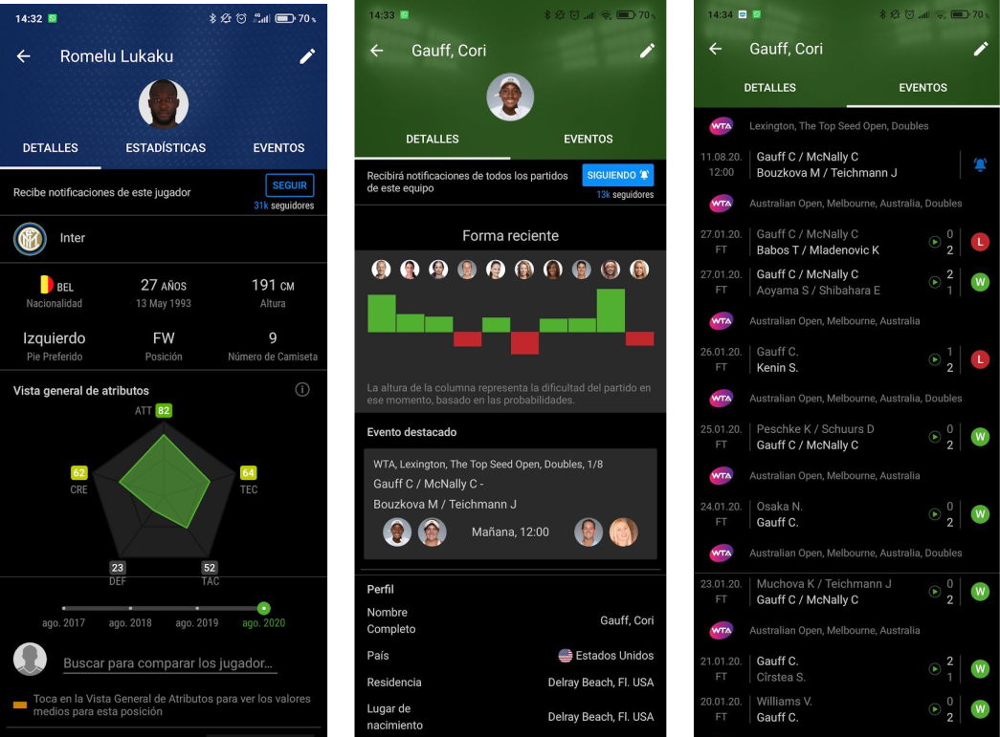 14:32 70%
Romelu Lukaku
DETALLES ESTADÍSTICAS EVENTOS
Recibe notificaciones de este jugador
SEGUIR
31k seguidores
Inter
BEL 27 AÑOS 191 CM
Nacionalidad 13 May 1993 Altura
Izquierdo FW 9
Pie Preferido Posición Número de Camiseta
Vista general de atributos
ATT 82
62 64
CRE TEC
23 52
DEF TAC
ago. 2017 ago. 2018 ago. 2019 ago. 2020
Buscar para comparar los jugador...
Toca en la Vista General de Atributos para ver los valores
medios para esta posición
14:33 70%
Gauff, Cori
DETALLES EVENTOS
Recibirá notificaciones de todos los partidos
de este equipo
SIGUIENDO
13k seguidores
Forma reciente
La altura de la columna representa la dificultad del partido en
ese momento, basado en las probabilidades.
Evento destacado
WTA, Lexington, The Top Seed Open, Doubles, 1/8
Gauff C / McNally C -
Bouzkova M / Teichmann J
Mañana, 12:00
Perfil
Nombre
Completo
Gauff, Cori
País Estados Unidos
Residencia Delray Beach, Fl. USA
Lugar de
nacimiento
Delray Beach, Fl. USA
14:34 70%
Gauff, Cori
DETALLES EVENTOS
WTA Lexington, The Top Seed Open, Doubles
11.08.20. Gauff C / McNally C
12:00 Bouzkova M / Teichmann J
WTA Australian Open, Melbourne, Australia, Doubles
27.01.20. Gauff C / McNally C 0
FT Babos T / Mladenovic K 2 L
27.01.20. Gauff C / McNally C 2
FT Aoyama S / Shibahara E 1 W
WTA Australian Open, Melbourne, Australia
26.01.20. Gauff C. 1
FT Kenin S. 2 L
WTA Australian Open, Melbourne, Australia, Doubles
25.01.20. Peschke K / Schuurs D 0
FT Gauff C / McNally C 2 W
WTA Australian Open, Melbourne, Australia
24.01.20. Osaka N. 0
FT Gauff C. 2 W
WTA Australian Open, Melbourne, Australia, Doubles
23.01.20. Muchova K / Teichmann J 0
FT Gauff C / McNally C 2 W
WTA Australian Open, Melbourne, Australia
21.01.20. Gauff C. 2
FT Cîrstea S. 1 W
20.01.20. Williams V. 0
FT Gauff C. 2 W